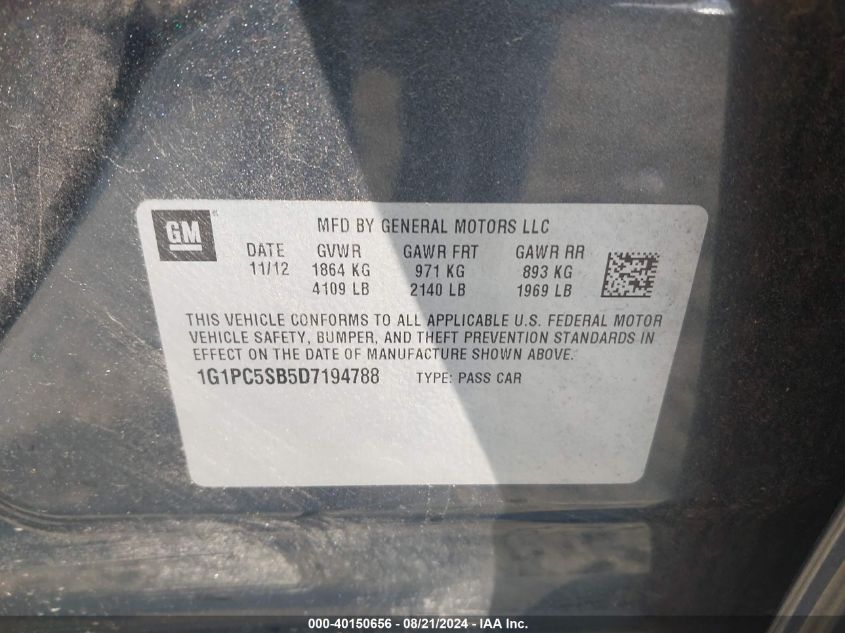 GM
MFD BY GENERAL MOTORS LLC
DATE GVWR GAWR FRT GAWR RR
11/12 1864 KG 971 KG 893 KG
4109 LB 2140 LB 1969 LB
THIS VEHICLE CONFORMS TO ALL APPLICABLE U.S. FEDERAL MOTOR
VEHICLE SAFETY, BUMPER, AND THEFT PREVENTION STANDARDS IN
EFFECT ON THE DATE OF MANUFACTURE SHOWN ABOVE.
1G1PC5SB5D7194788 TYPE: PASS CAR
000-40150656 - 08/21/2024 - IAA Inc.